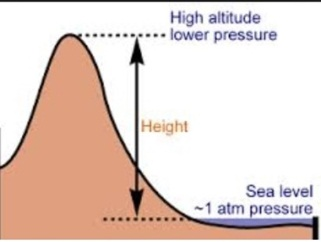 High altitude
lower pressure
Height
Sea level
~1 atm pressure